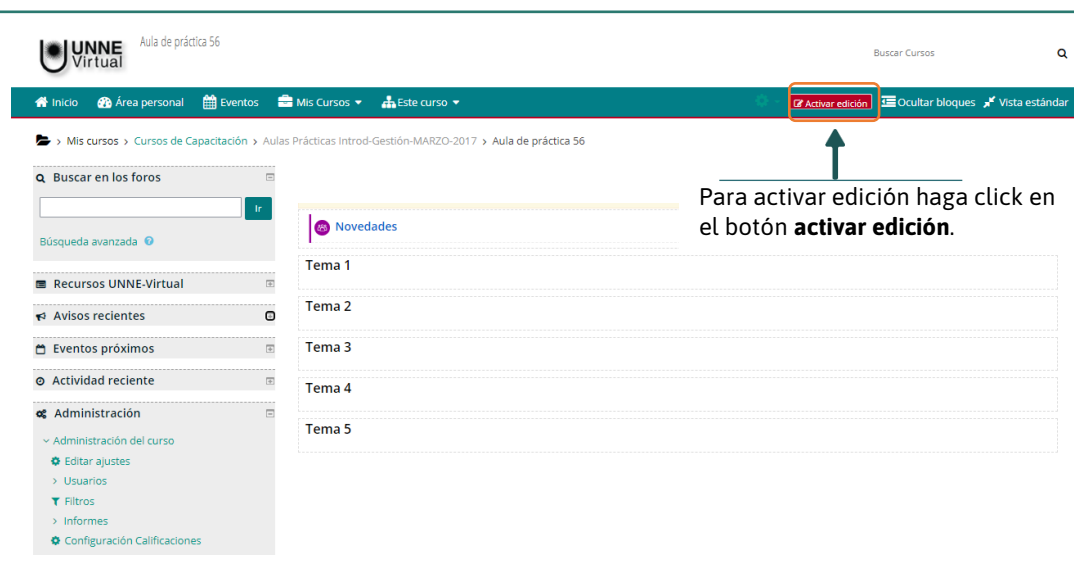 UNNE
Virtual
Aula de práctica 56
Buscar Cursos
Inicio Área personal Eventos Mis Cursos Este curso Activar edición Ocultar bloques Vista estándar
> Mis cursos > Cursos de Capacitación > Aulas Prácticas Introd-Gestión-MARZO-2017 > Aula de práctica 56
Buscar en los foros
Ir
Búsqueda avanzada
Recursos UNNE-Virtual
Avisos recientes
Eventos próximos
Actividad reciente
Administración
Administración del curso
Editar ajustes
Usuarios
Filtros
Informes
Configuración Calificaciones
Novedades
Tema 1
Tema 2
Tema 3
Tema 4
Tema 5
Para activar edición haga click en
el botón activar edición.